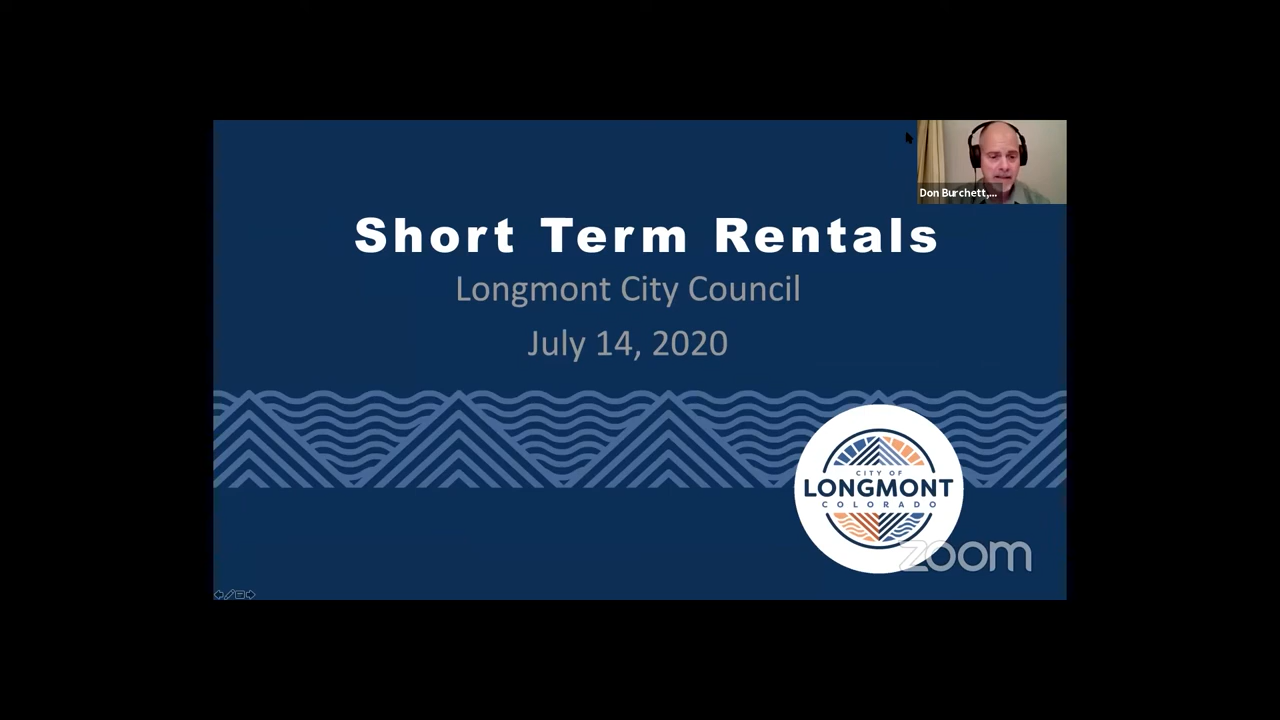 Don Burchett,...
Short Term Rentals
Longmont City Council
July 14, 2020
CITY OF
LONGMONT
COLORADO
zoom